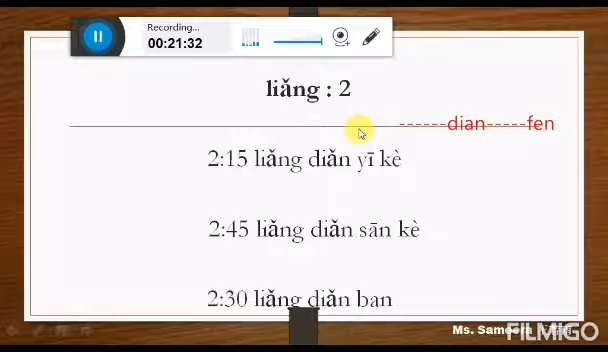 Recording...
00:21:32
liǎng : 2
------dian-----fen
2:15 liǎng diǎn yī kè
2:45 liǎng diǎn sān kè
2:30 liǎng diǎn ban
Ms. Sameera
FILMIGO